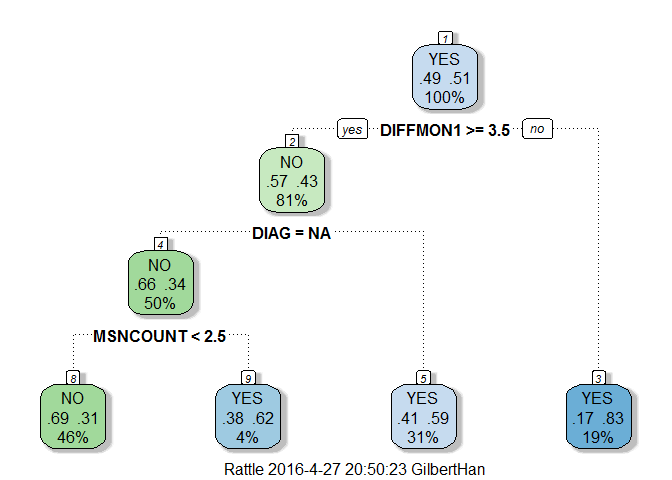 1
YES
.49 .51
100%
yes DIFFMON1 >= 3.5 no
2
NO
.57 .43
81%
DIAG = NA
4
NO
.66 .34
50%
MSNCOUNT < 2.5
8
NO
.69 .31
46%
9
YES
.38 .62
4%
5
YES
.41 .59
31%
3
YES
.17 .83
19%
Rattle 2016-4-27 20:50:23 GilbertHan